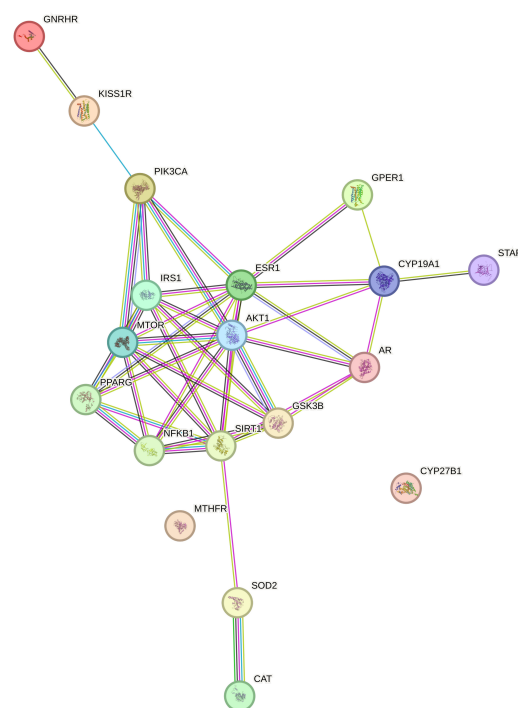 GNRHR
KISS1R
PIK3CA
GPER1
STAR
ESR1
CYP19A1
IRS1
AKT1
MTOR
AR
PPARG
GSK3B
NFKB1
SIRT1
CYP27B1
MTHFR
SOD2
CAT